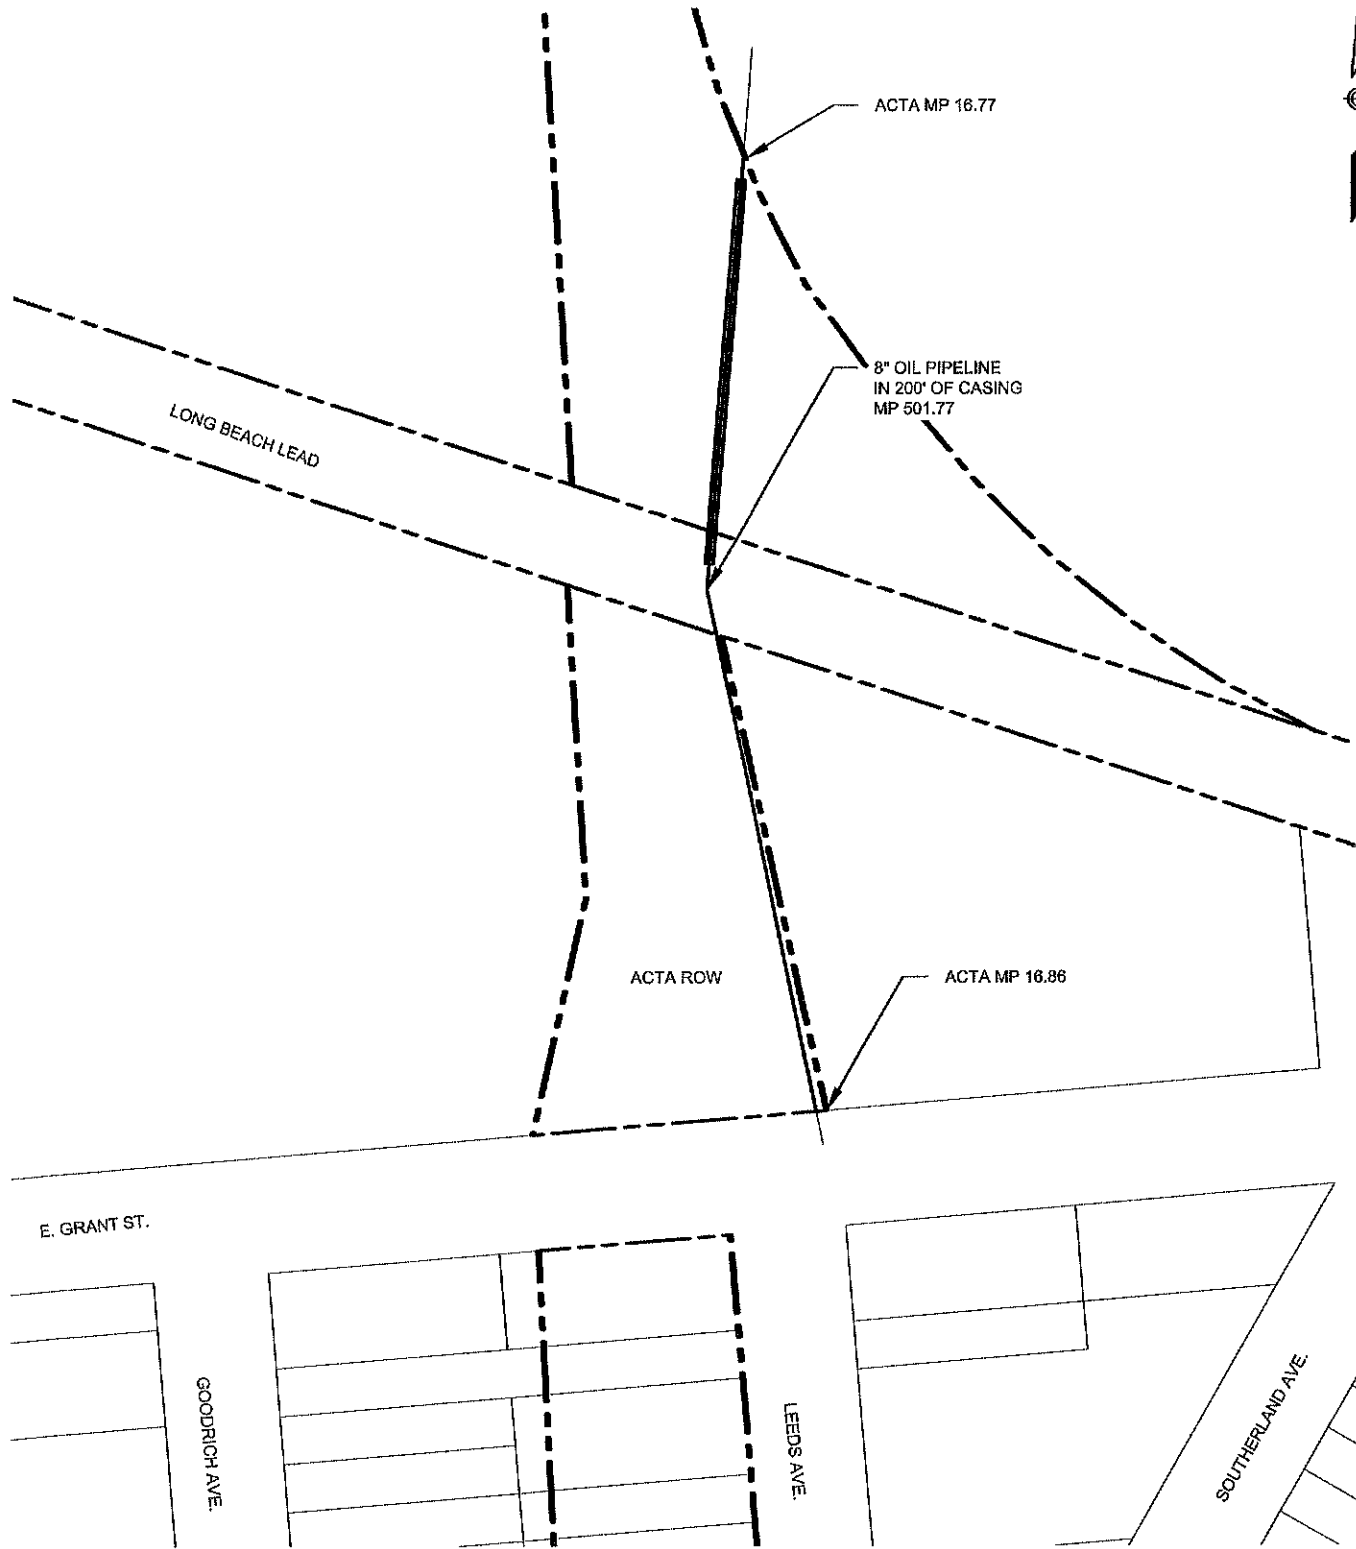 ACTA MP 16.77
8" OIL PIPELINE
IN 200' OF CASING
MP 501.77
LONG BEACH LEAD
ACTA ROW
ACTA MP 16.86
E. GRANT ST.
GOODRICH AVE.
LEEDS AVE.
SOUTHERLAND AVE.